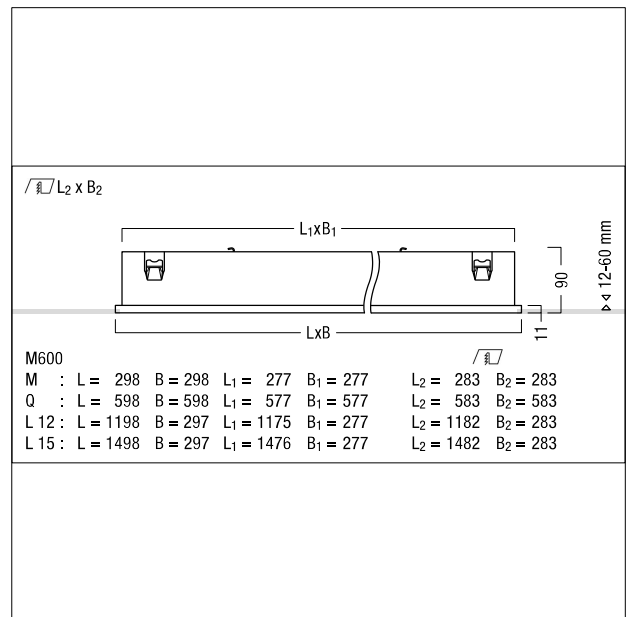 L₂ x B₂
L₁xB₁
90
12-60 mm
11
LxB
M600
M : L = 298 B = 298 L₁ = 277 B₁ = 277 L₂ = 283 B₂ = 283
Q : L = 598 B = 598 L₁ = 577 B₁ = 577 L₂ = 583 B₂ = 583
L 12 : L = 1198 B = 297 L₁ = 1175 B₁ = 277 L₂ = 1182 B₂ = 283
L 15 : L = 1498 B = 297 L₁ = 1476 B₁ = 277 L₂ = 1482 B₂ = 283